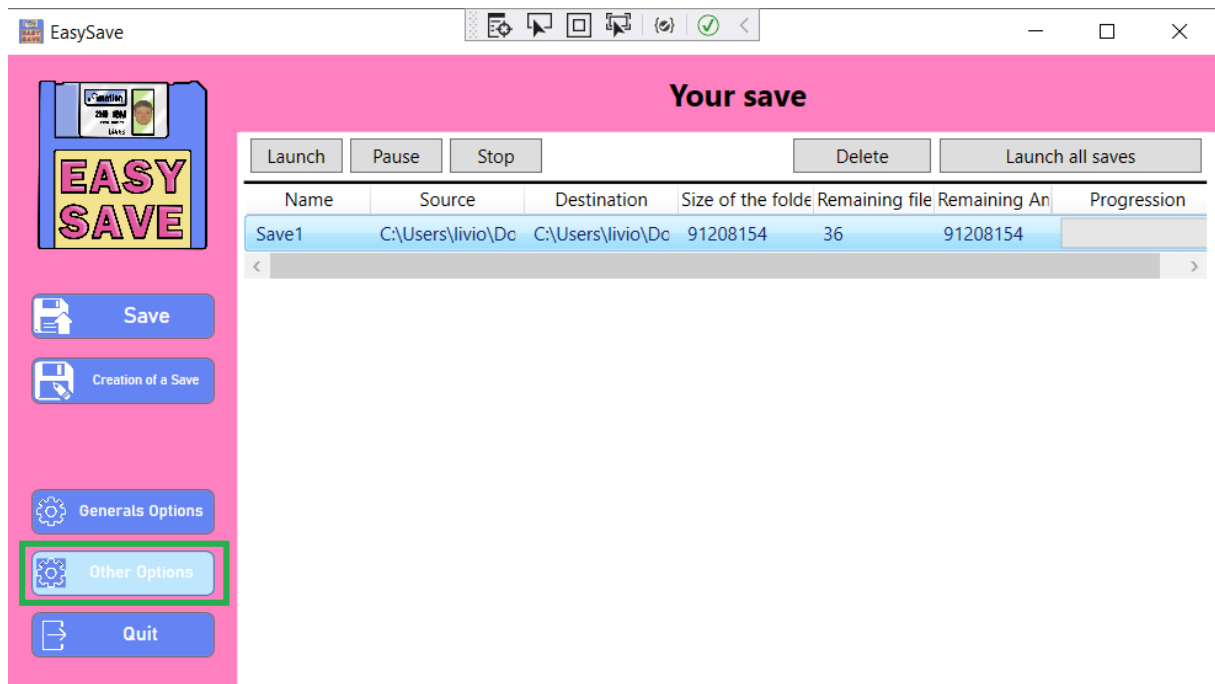 EasySave
Your save
EASY
SAVE
Launch Pause Stop Delete Launch all saves
Name Source Destination Size of the folde Remaining file Remaining An Progression
Save1 C:\Users\livio\Do C:\Users\livio\Do 91208154 36 91208154
Save
Creation of a Save
Generals Options
Other Options
Quit